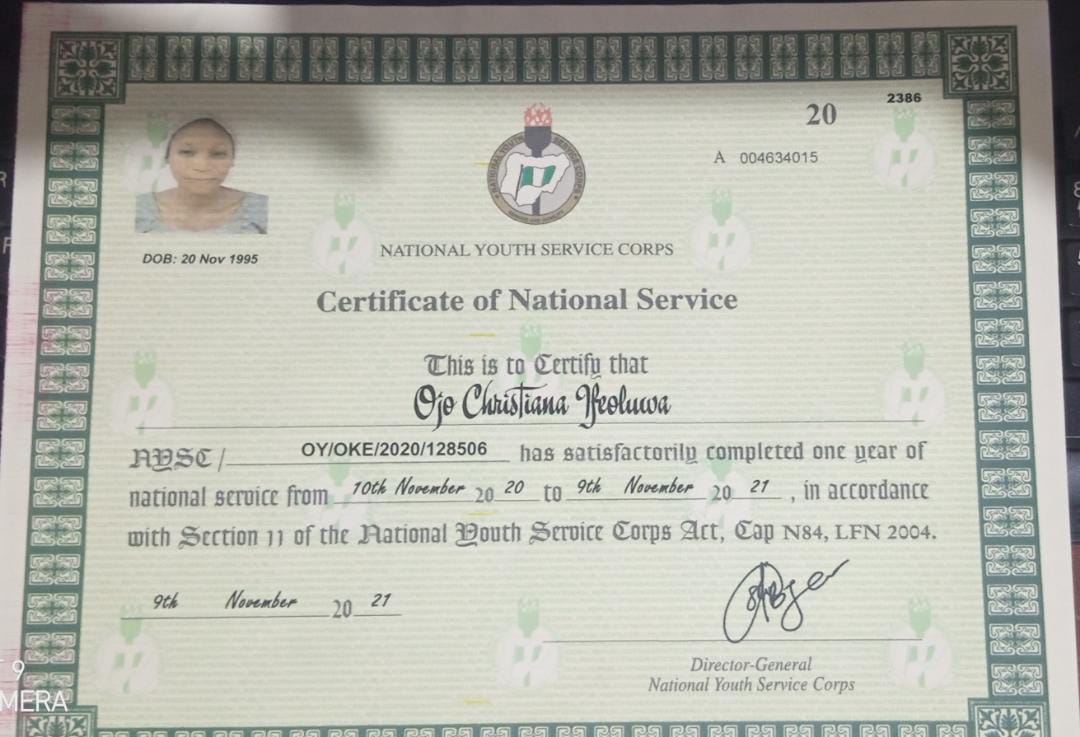 2386
20
A 004634015
DOB: 20 Nov 1995
NATIONAL YOUTH SERVICE CORPS
Certificate of National Service
This is to Certify that
Ojo Christiana Ifeoluwa
NYSC / OY/OKE/2020/128506 has satisfactorily completed one year of
national service from 10th November 20 20 to 9th November 20 21 , in accordance
with Section 11 of the National Youth Service Corps Act, Cap N84, LFN 2004.
9th November 20 21
Director-General
National Youth Service Corps
9
MERA